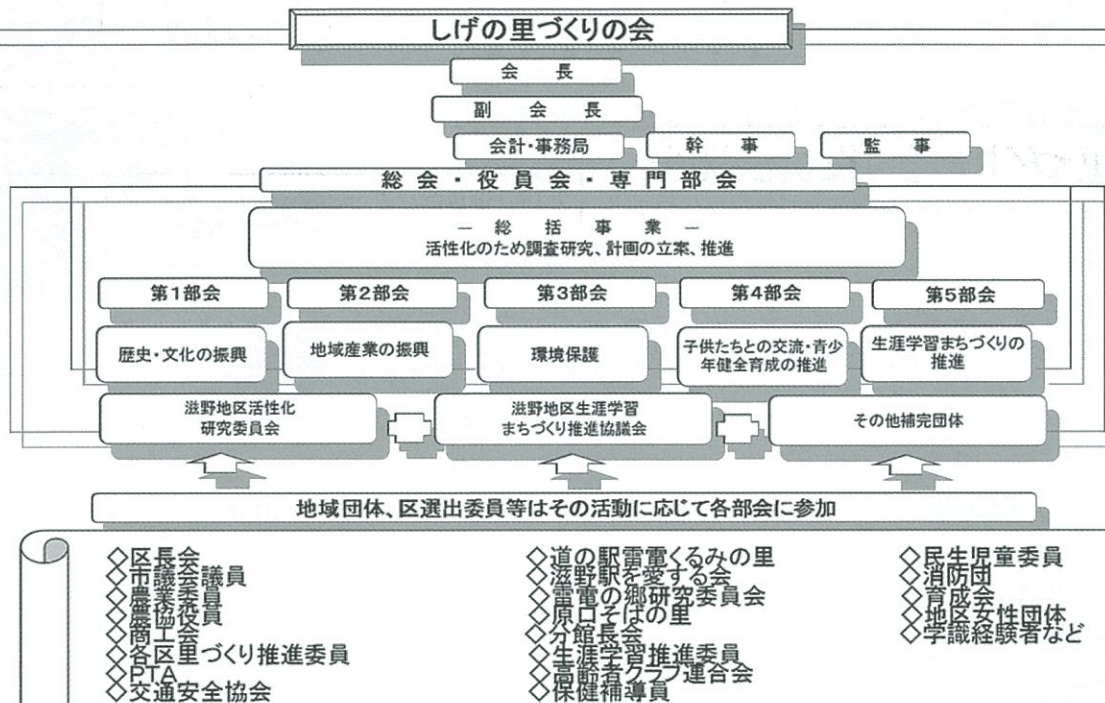 しげの里づくりの会
会長
副会長
会計・事務局
幹事
監事
総会・役員会・専門部会
― 総括事業 ―
活性化のため調査研究、計画の立案、推進
第1部会
第2部会
第3部会
第4部会
第5部会
歴史・文化の振興
地域産業の振興
環境保護
子供たちとの交流・青少
年健全育成の推進
生涯学習まちづくりの
推進
滋野地区活性化
研究委員会
滋野地区生涯学習
まちづくり推進協議会
その他補完団体
地域団体、区選出委員等はその活動に応じて各部会に参加
◇区長会
◇市議会議員
◇農業委員
◇農協役員
◇商工会
◇各区里づくり推進委員
◇PTA
◇交通安全協会
◇道の駅雷電くるみの里
◇滋野駅を愛する会
◇雷電の郷研究委員会
◇原口そばの里
◇分館長会
◇生涯学習推進委員
◇高齢者クラブ連合会
◇保健補導員
◇民生児童委員
◇消防団
◇育成会
◇地区女性団体
◇学識経験者など